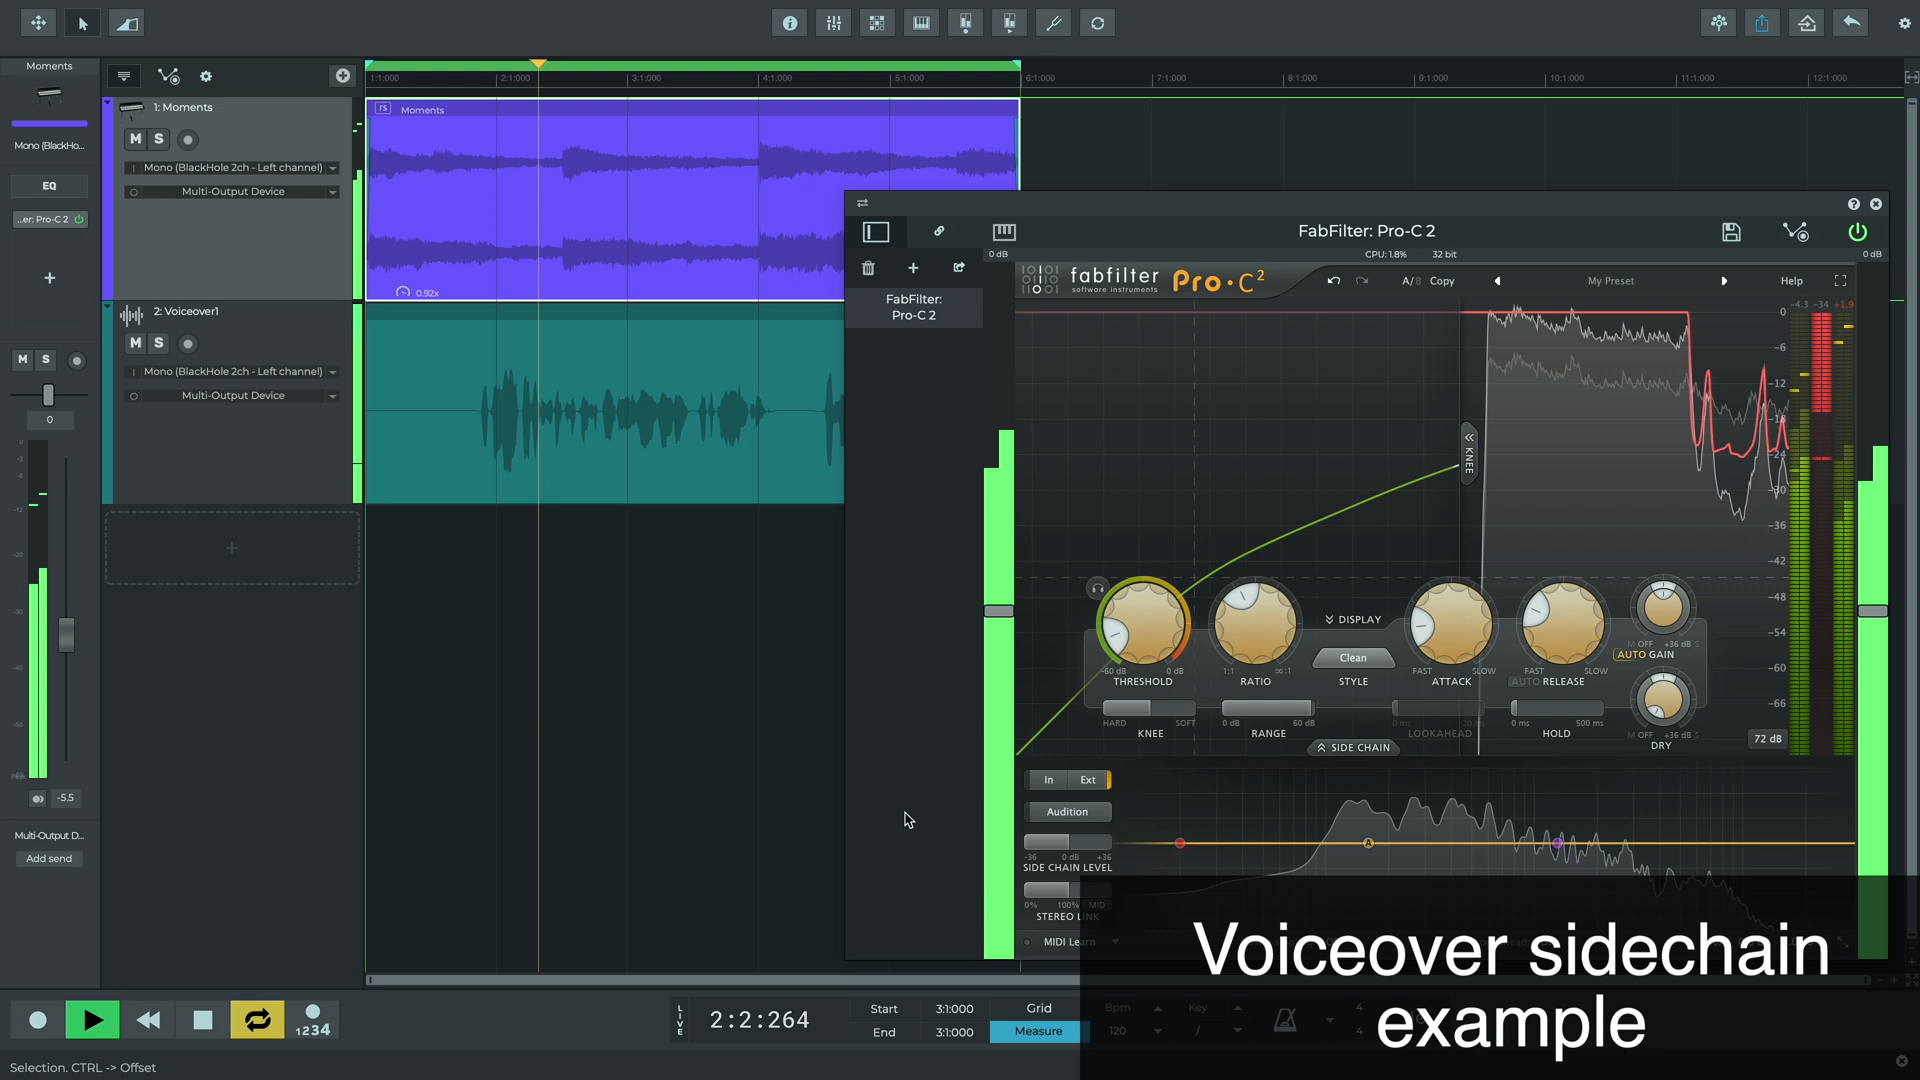 Moments
1:1:000
2:1:000
3:1:000
4:1:000
5:1:000
6:1:000
7:1:000
8:1:000
9:1:000
10:1:000
11:1:000
12:1:000
1: Moments
rs Moments
M S
Mono (BlackHo...
Mono (BlackHole 2ch - Left channel)
EQ
Multi-Output Device
...er: Pro-C 2
FabFilter: Pro-C 2
CPU: 1.8% 32 bit
0 dB
0 dB
+
0.92x
FabFilter:
Pro-C 2
fabfilter
software instruments
Pro·C²
A/B Copy
My Preset
Help
-4.3 -34 +1.9
2: Voiceover1
M S
Mono (BlackHole 2ch - Left channel)
Multi-Output Device
M S
0
0
-6
-12
-18
-24
-30
-36
-42
-48
-54
-60
-66
72 dB
KNEE
-60 dB 0 dB
THRESHOLD
1:1 ∞:1
RATIO
DISPLAY
Clean
STYLE
FAST SLOW
ATTACK
FAST SLOW
AUTO RELEASE
M OFF +36 dB S
AUTO GAIN
HARD SOFT
KNEE
0 dB 60 dB
RANGE
0 ms 20 ms
LOOKAHEAD
0 ms 500 ms
HOLD
M OFF +36 dB S
DRY
SIDE CHAIN
In Ext
Audition
-36 0 dB +36
SIDE CHAIN LEVEL
0% 100% MID
STEREO LINK
MIDI Learn
-5.5
Multi-Output D...
Add send
Voiceover sidechain
example
1234
LIVE
2:2:264
Start 3:1:000
End 3:1:000
Grid
Measure
Bpm
120
Key
/
4
4
Selection. CTRL -> Offset